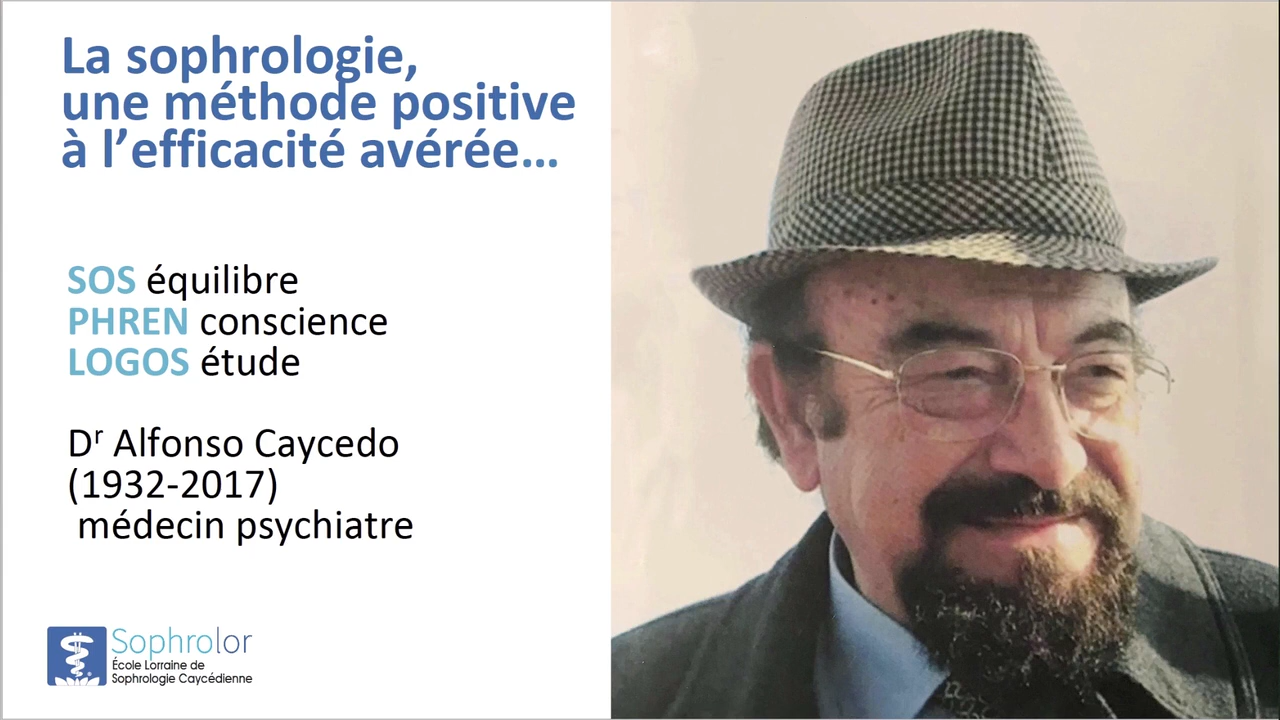 La sophrologie,
une méthode positive
à l’efficacité avérée…
SOS équilibre
PHREN conscience
LOGOS étude
Dʳ Alfonso Caycedo
(1932-2017)
médecin psychiatre
Sophrolor
École Lorraine de
Sophrologie Caycédienne